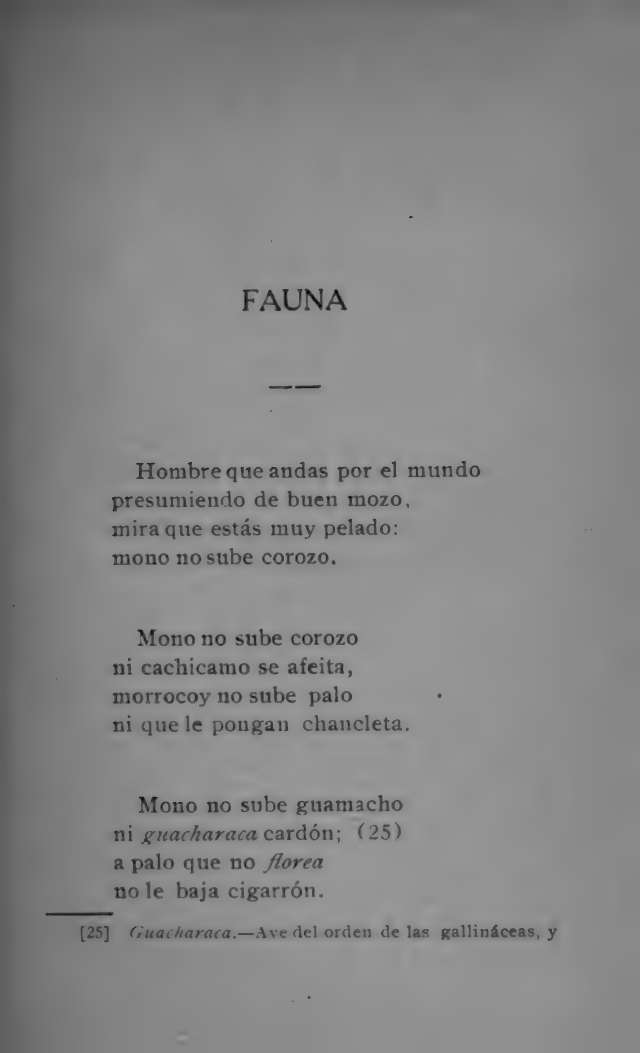 FAUNA
Hombre que andas por el mundo
presumiendo de buen mozo,
mira que estás muy pelado:
mono no sube corozo.
Mono no sube corozo
ni cachicamo se afeita,
morrocoy no sube palo
ni que le pongan chancleta.
Mono no sube guamacho
ni guacharaca cardón; (25)
a palo que no florea
no le baja cigarrón.
[25] Guacharaca.—Ave del orden de las gallináceas, y